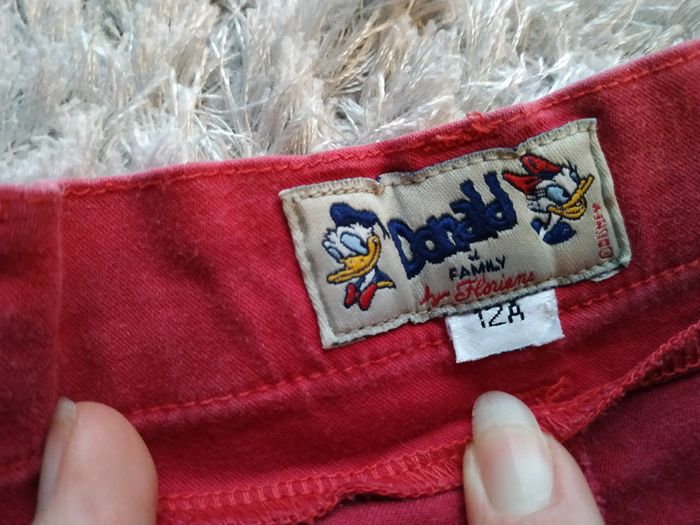 Donald
&
FAMILY
by Floriane
©DISNEY
12A